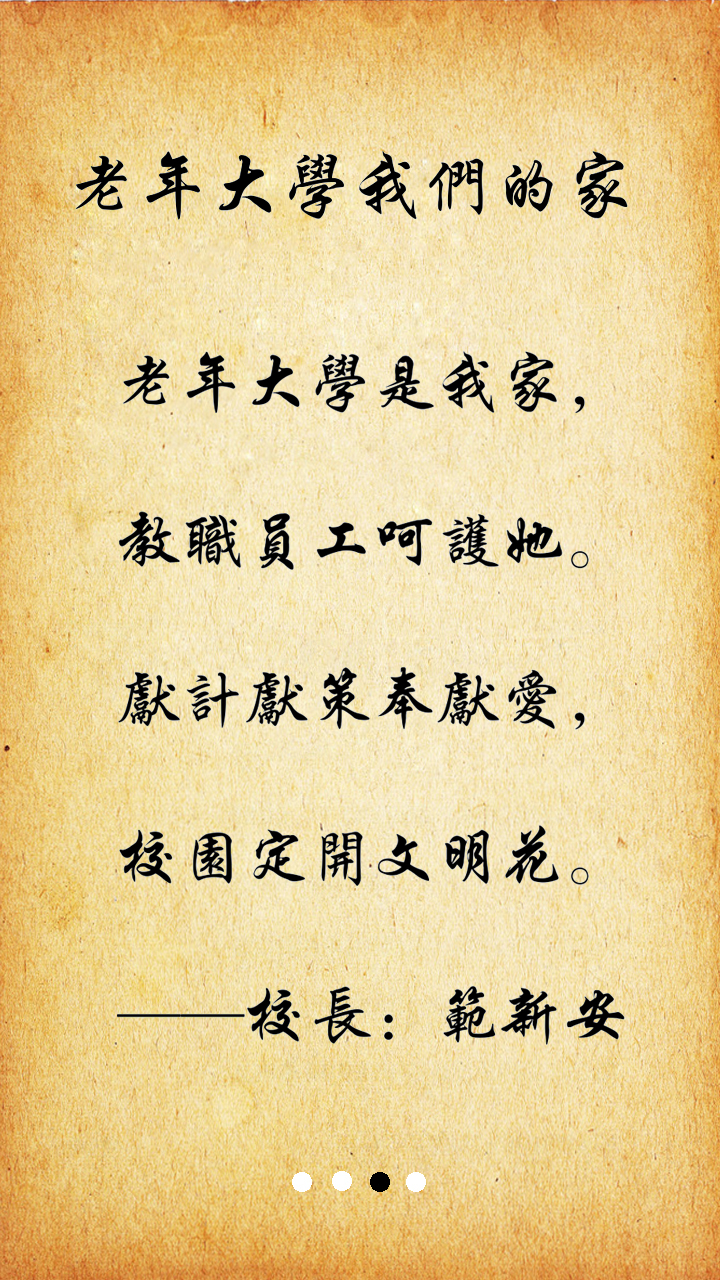 老年大學我們的家
老年大學是我家，
教職員工呵護她。
獻計獻策奉獻愛，
校園定開文明花。
——校長：範新安